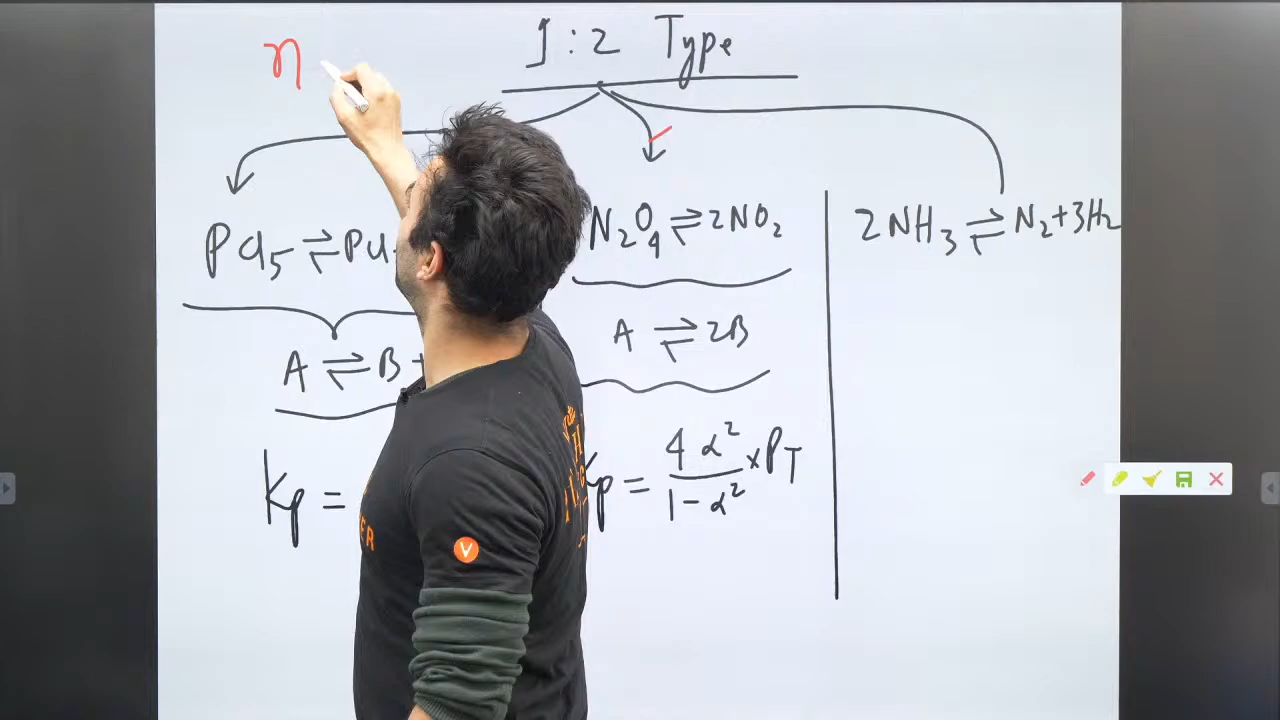 η
1:2 Type
PCl5 ⇌ PCl
N2O4 ⇌ 2NO2
2NH3 ⇌ N2+3H2
A ⇌ B +
A ⇌ 2B
Kp =
Kp = 4α² / 1-α² × PT
V